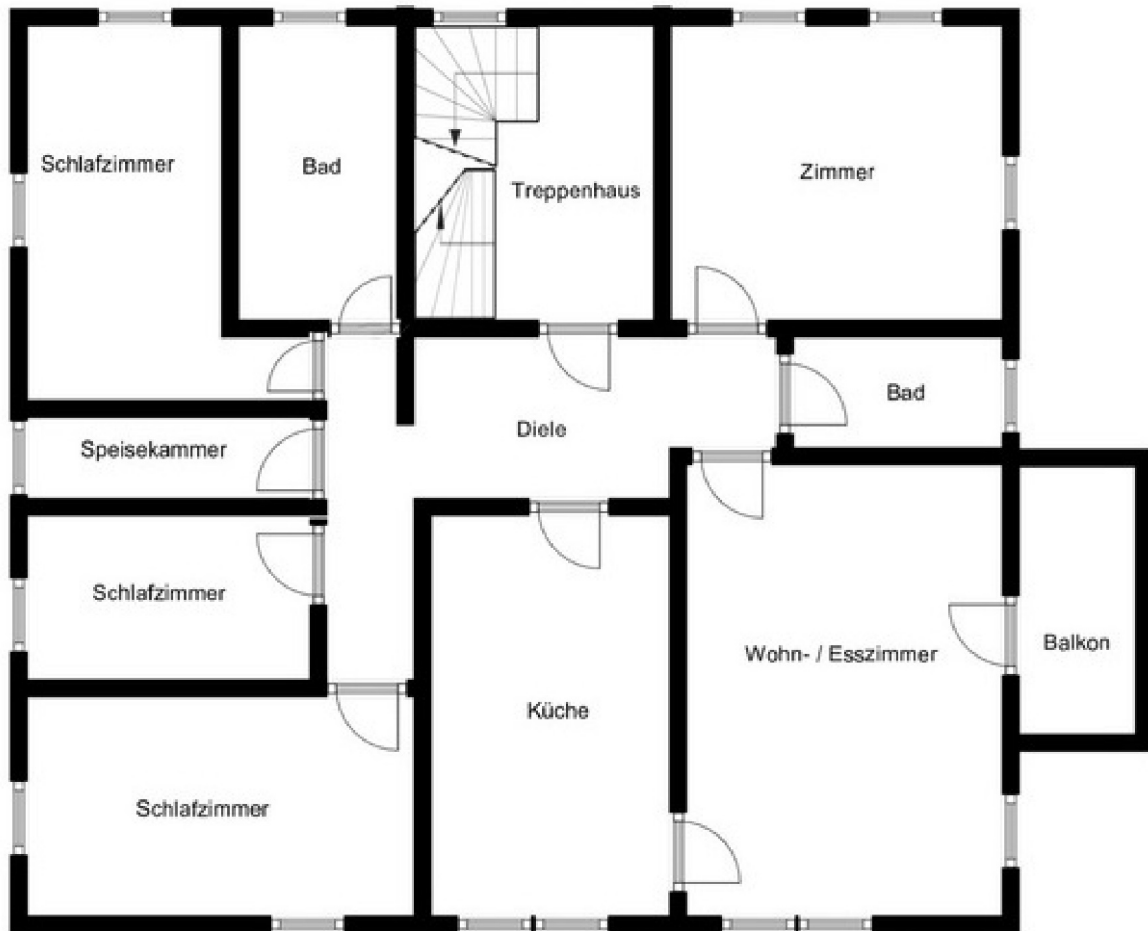 Schlafzimmer
Bad
Treppenhaus
Zimmer
Bad
Diele
Speisekammer
Schlafzimmer
Wohn- / Esszimmer
Balkon
Küche
Schlafzimmer